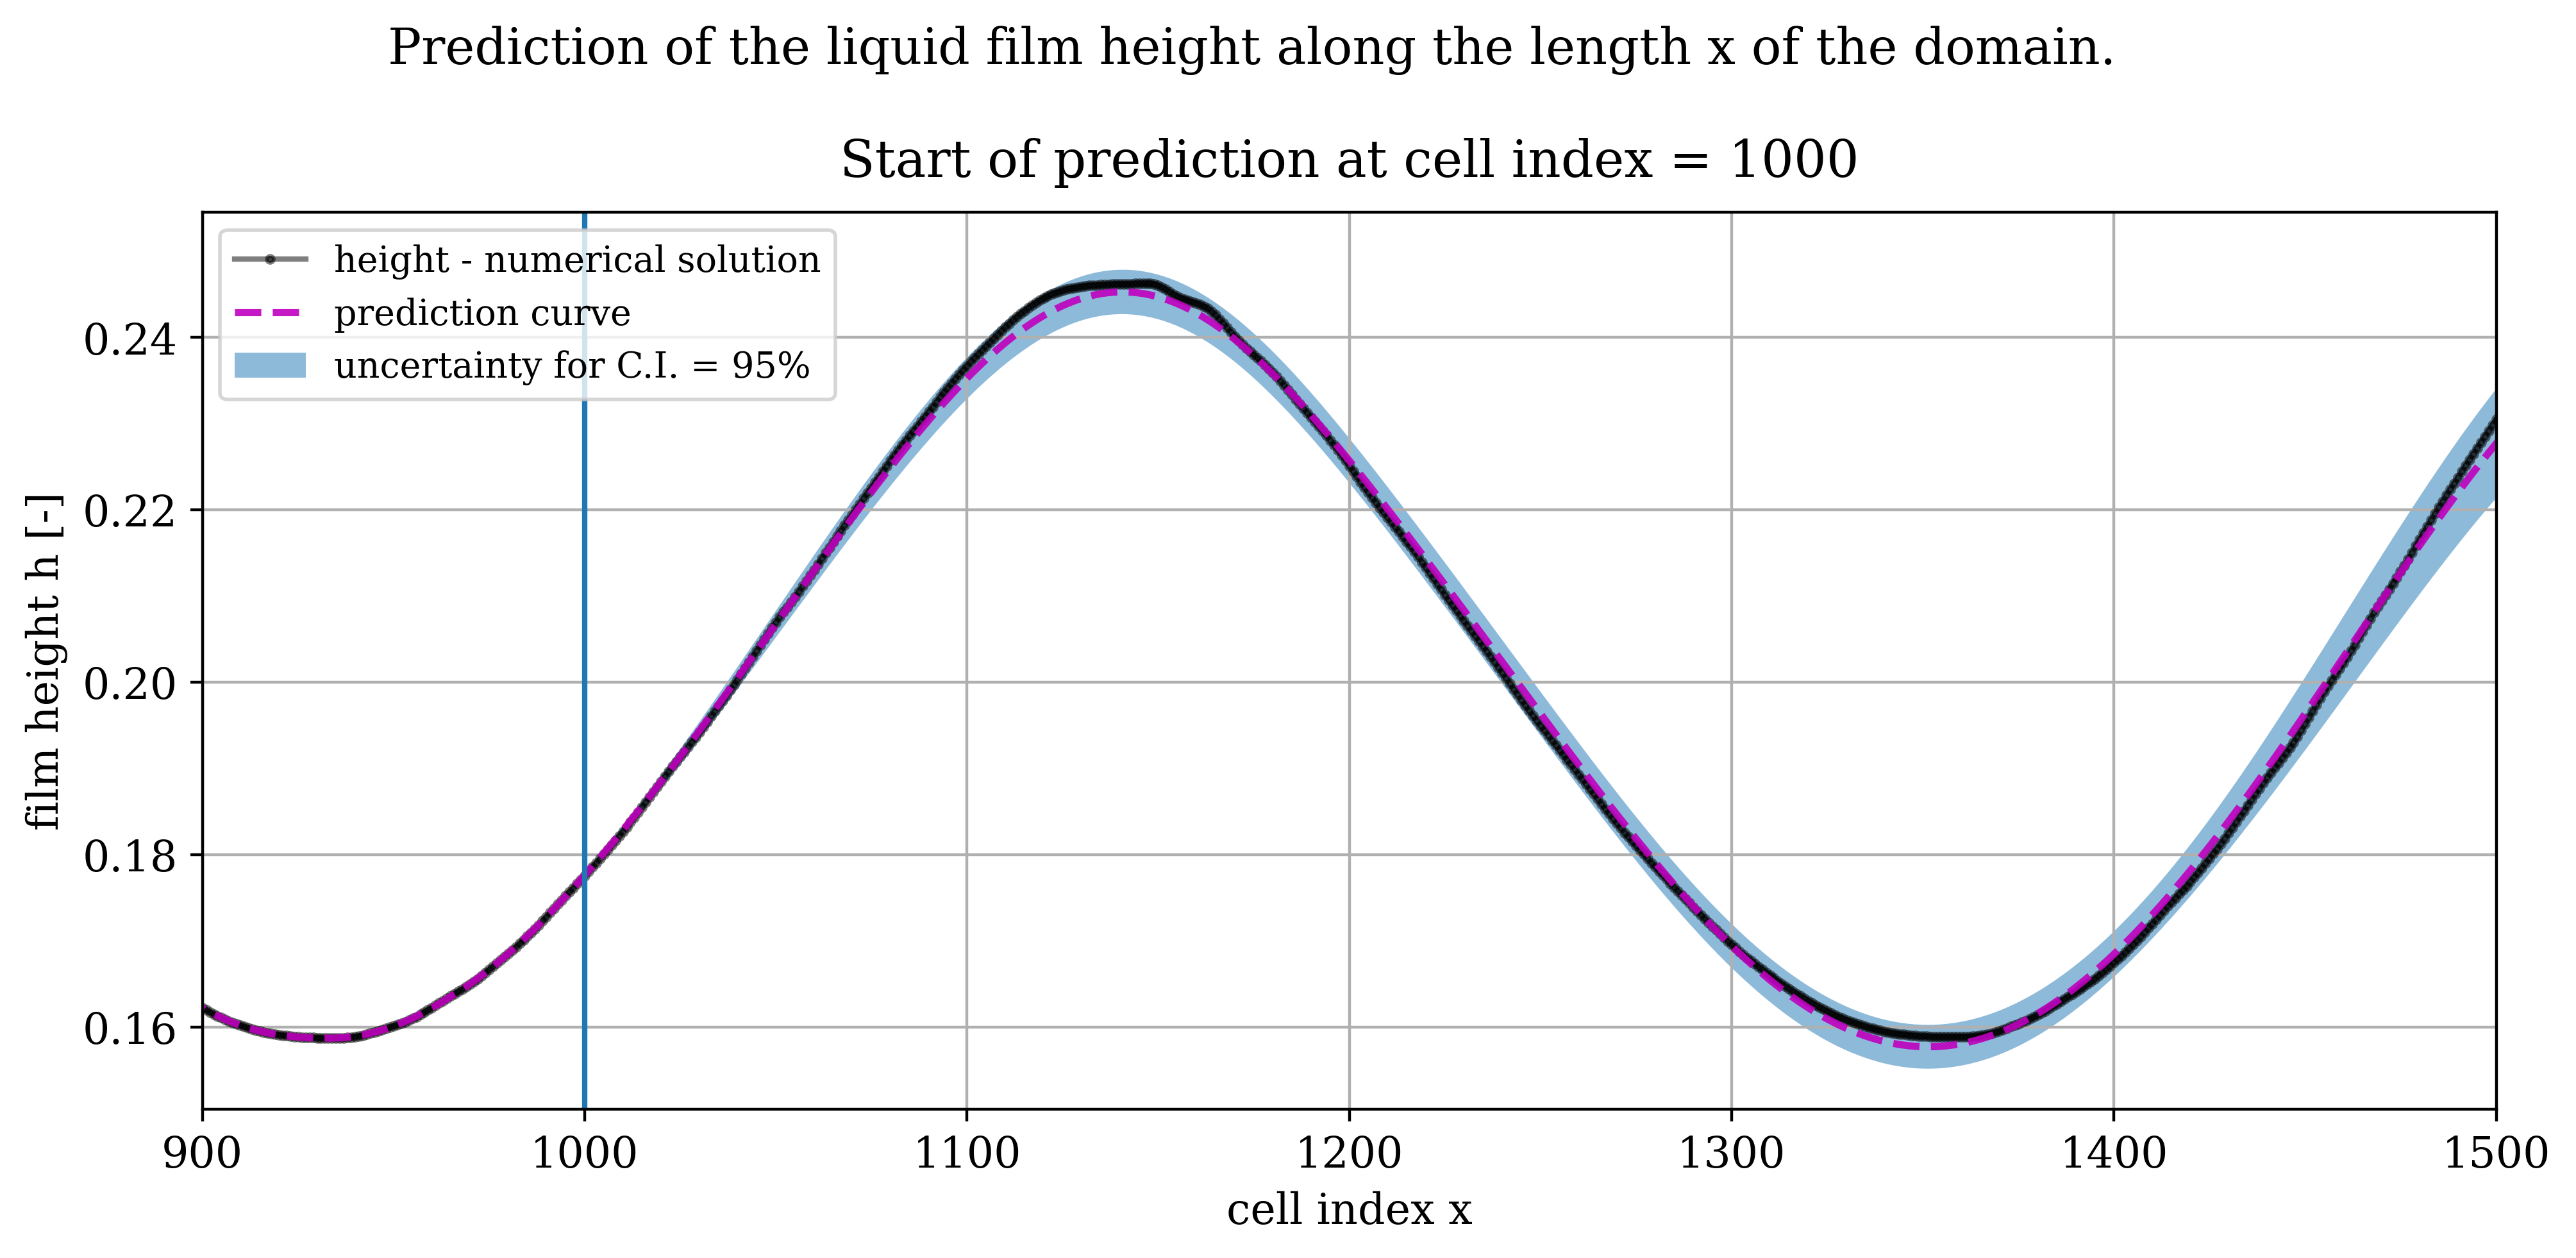 Prediction of the liquid film height along the length x of the domain.
Start of prediction at cell index = 1000
height - numerical solution
prediction curve
uncertainty for C.I. = 95%
film height h [-]
0.24
0.22
0.20
0.18
0.16
900 1000 1100 1200 1300 1400 1500
cell index x